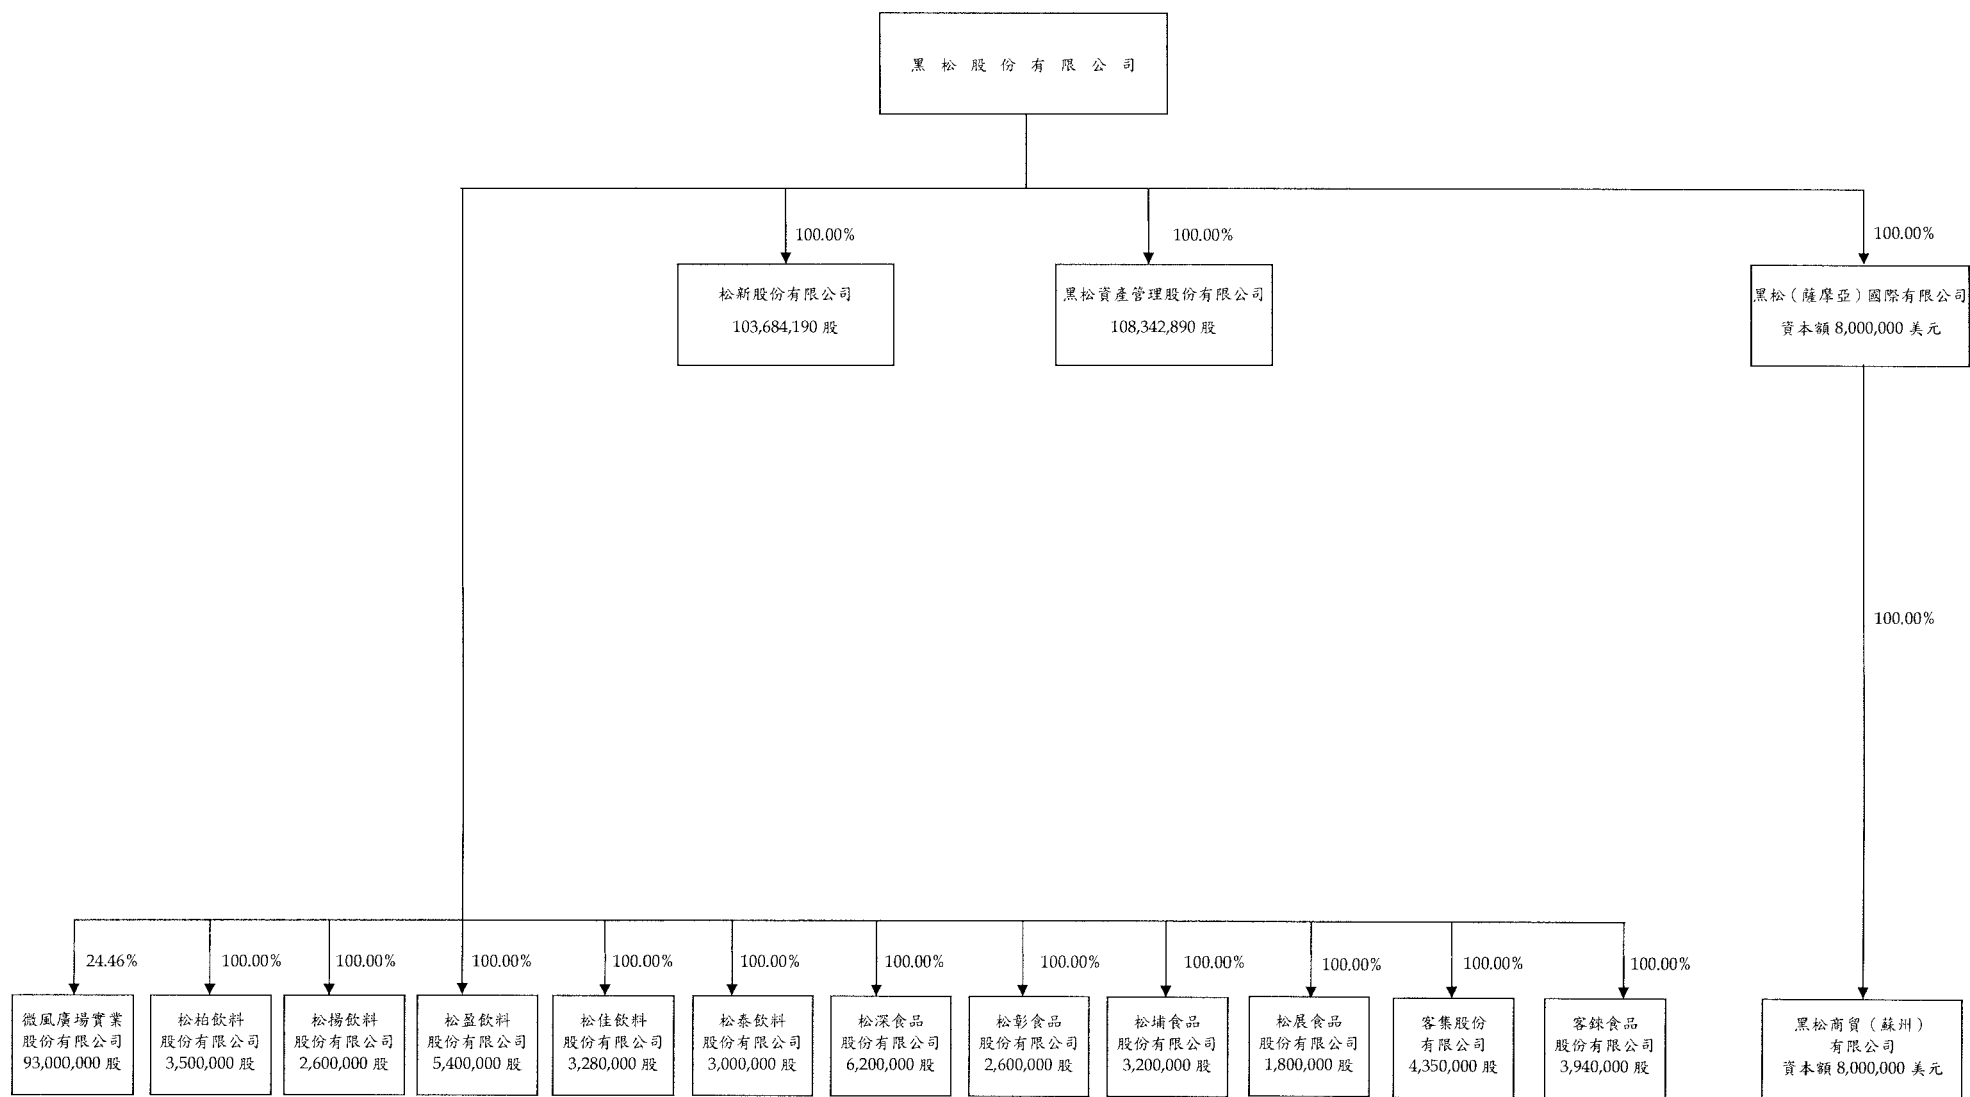 黑松股份有限公司
100.00%
100.00%
100.00%
松新股份有限公司
103,684,190 股
黑松資產管理股份有限公司
108,342,890 股
黑松（薩摩亞）國際有限公司
資本額 8,000,000 美元
100.00%
24.46%
100.00%
100.00%
100.00%
100.00%
100.00%
100.00%
100.00%
100.00%
100.00%
100.00%
100.00%
微風廣場實業
股份有限公司
93,000,000 股
松柏飲料
股份有限公司
3,500,000 股
松揚飲料
股份有限公司
2,600,000 股
松盈飲料
股份有限公司
5,400,000 股
松佳飲料
股份有限公司
3,280,000 股
松泰飲料
股份有限公司
3,000,000 股
松深食品
股份有限公司
6,200,000 股
松彰食品
股份有限公司
2,600,000 股
松埔食品
股份有限公司
3,200,000 股
松展食品
股份有限公司
1,800,000 股
客集股份
有限公司
4,350,000 股
客錸食品
股份有限公司
3,940,000 股
黑松商貿（蘇州）
有限公司
資本額 8,000,000 美元